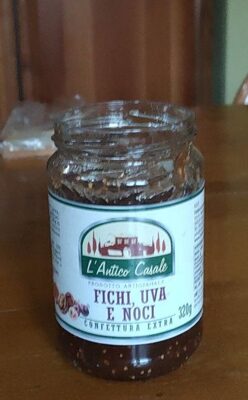 L'Antico Casale
PRODOTTO ARTIGIANALE
FICHI, UVA
E NOCI
CONFETTURA EXTRA
320g